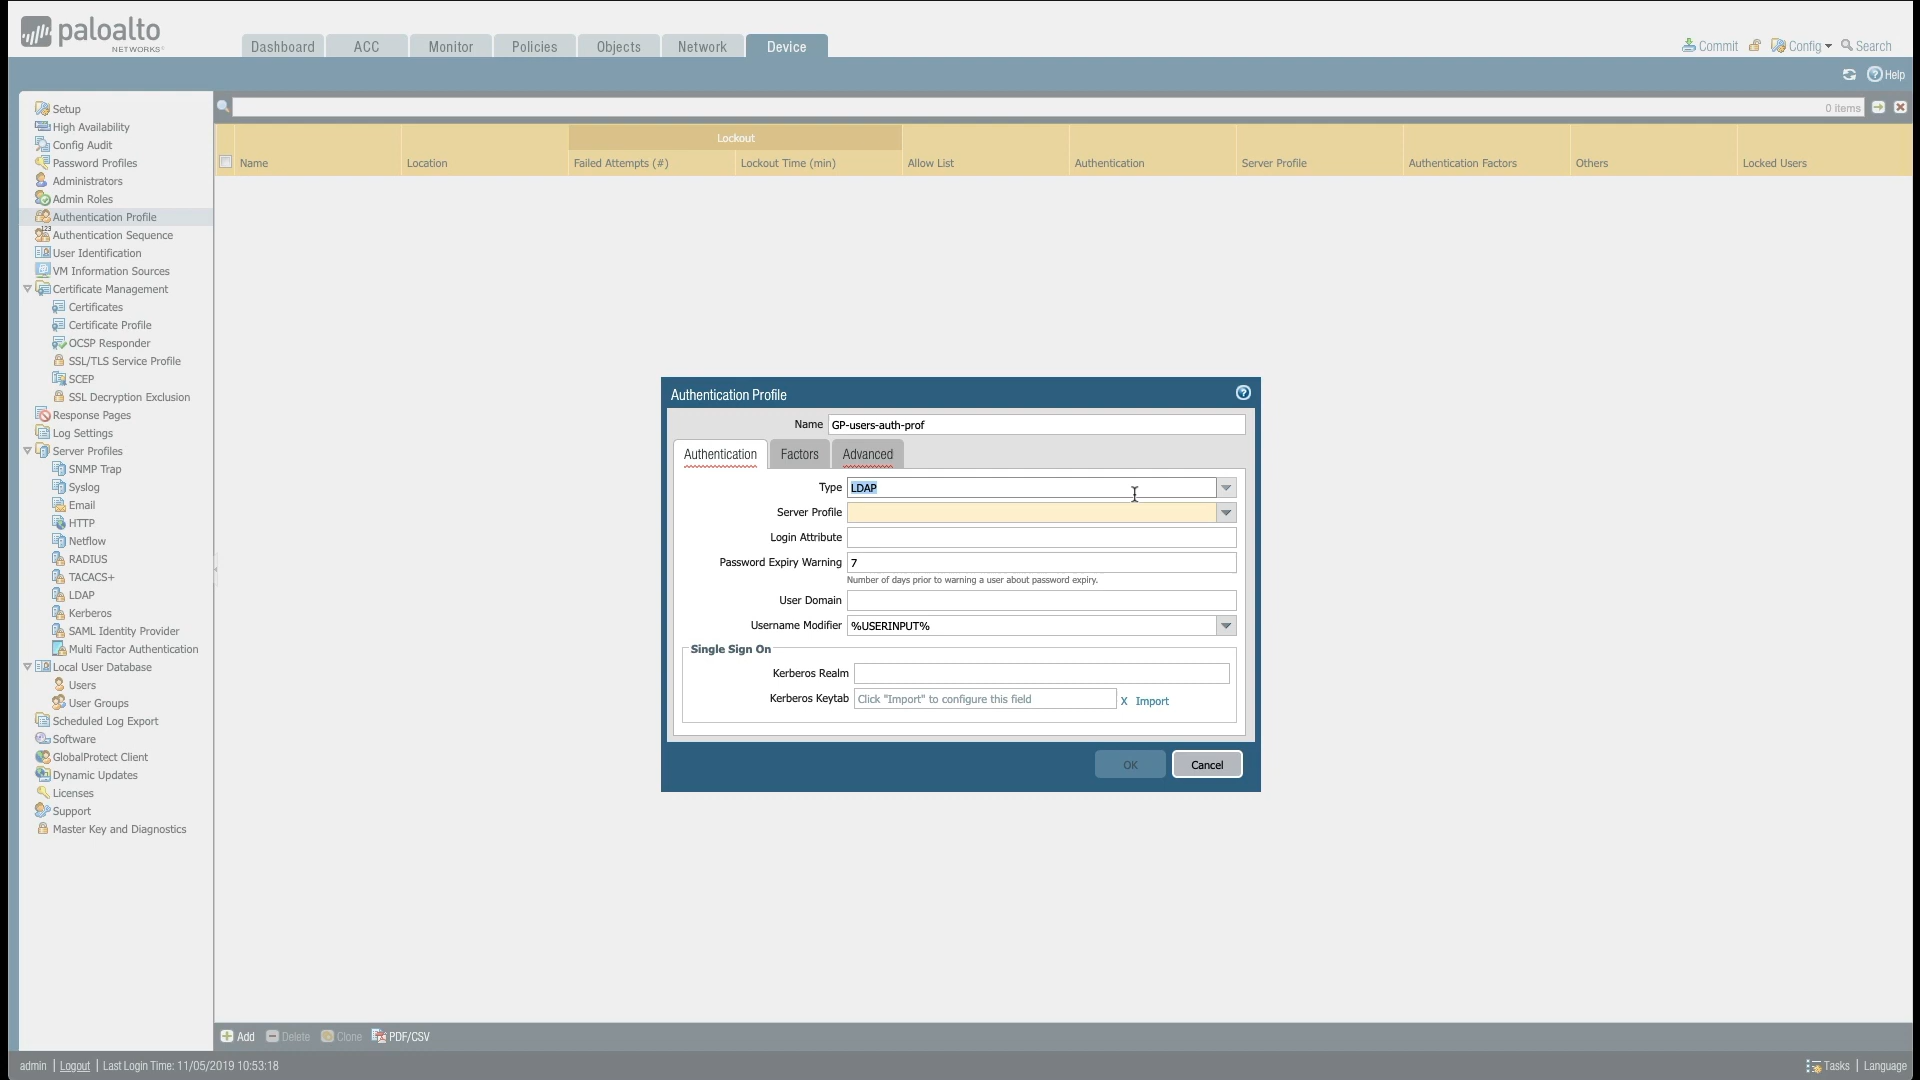 paloalto
NETWORKS®
Dashboard
ACC
Monitor
Policies
Objects
Network
Device
Commit
Config
Search
Help
0 items
Setup
High Availability
Config Audit
Password Profiles
Administrators
Admin Roles
Authentication Profile
Authentication Sequence
User Identification
VM Information Sources
Certificate Management
Certificates
Certificate Profile
OCSP Responder
SSL/TLS Service Profile
SCEP
SSL Decryption Exclusion
Response Pages
Log Settings
Server Profiles
SNMP Trap
Syslog
Email
HTTP
Netflow
RADIUS
TACACS+
LDAP
Kerberos
SAML Identity Provider
Multi Factor Authentication
Local User Database
Users
User Groups
Scheduled Log Export
Software
GlobalProtect Client
Dynamic Updates
Licenses
Support
Master Key and Diagnostics
Lockout
Name
Location
Failed Attempts (#)
Lockout Time (min)
Allow List
Authentication
Server Profile
Authentication Factors
Others
Locked Users
Authentication Profile
Name GP-users-auth-prof
Authentication
Factors
Advanced
Type LDAP
Server Profile
Login Attribute
Password Expiry Warning 7
Number of days prior to warning a user about password expiry.
User Domain
Username Modifier %USERINPUT%
Single Sign On
Kerberos Realm
Kerberos Keytab Click "Import" to configure this field X Import
OK
Cancel
Add
Delete
Clone
PDF/CSV
admin | Logout | Last Login Time: 11/05/2019 10:53:18
Tasks | Language